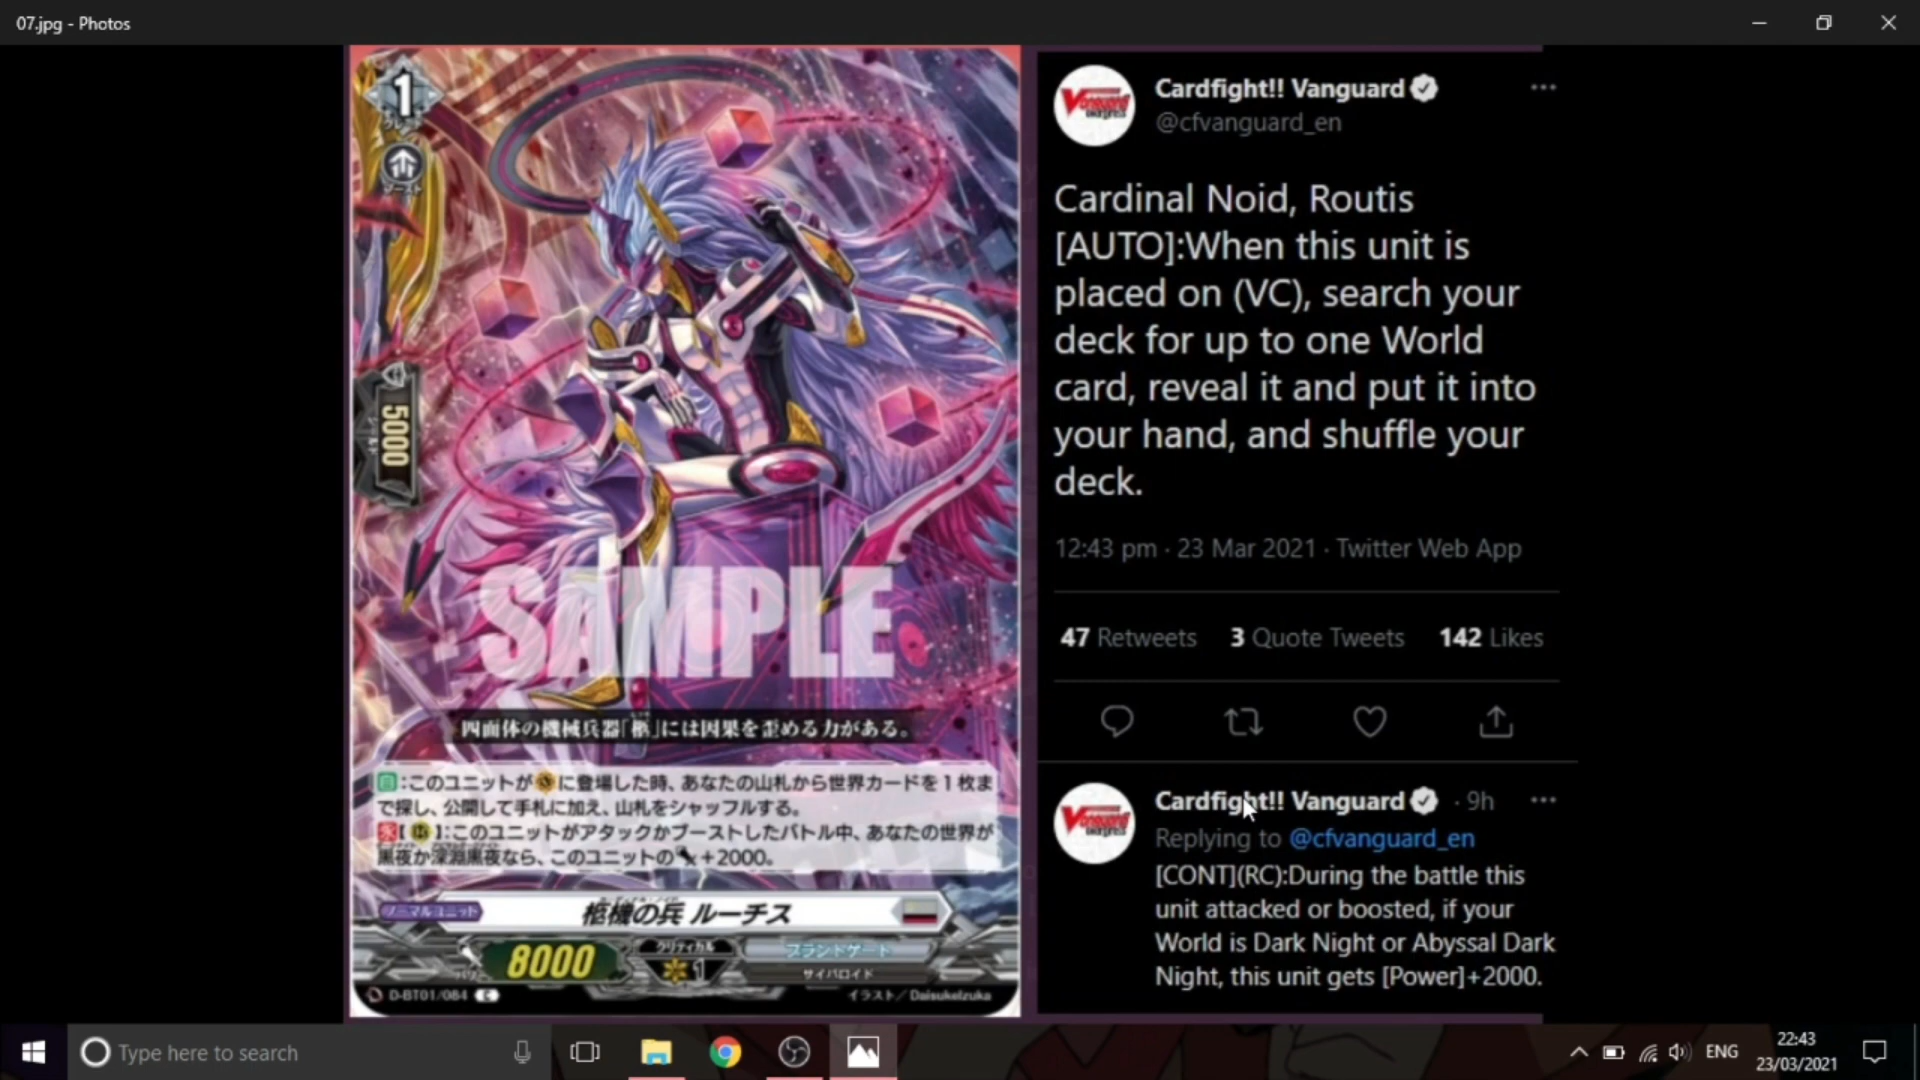 07.jpg - Photos
1
グレード
ブースト
5000
SAMPLE
四面体の機械兵器「柩」には因果を歪める力がある。
自:このユニットが に登場した時、あなたの山札から世界カードを1枚ま
で探し、公開して手札に加え、山札をシャッフルする。
永【 】:このユニットがアタックかブーストしたバトル中、あなたの世界が
黒夜か深淵黒夜なら、このユニットの +2000。
ノーマルユニット
柩機の兵 ルーチス
8000
クリティカル
1
ブラントゲート
サイバロイド
D-BT01/084 C
イラスト／DaisukeIzuka
Cardfight!! Vanguard
@cfvanguard_en
Cardinal Noid, Routis
[AUTO]:When this unit is
placed on (VC), search your
deck for up to one World
card, reveal it and put it into
your hand, and shuffle your
deck.
12:43 pm · 23 Mar 2021 · Twitter Web App
47 Retweets 3 Quote Tweets 142 Likes
Cardfight!! Vanguard · 9h
Replying to @cfvanguard_en
[CONT](RC):During the battle this
unit attacked or boosted, if your
World is Dark Night or Abyssal Dark
Night, this unit gets [Power]+2000.
Type here to search
ENG
22:43
23/03/2021